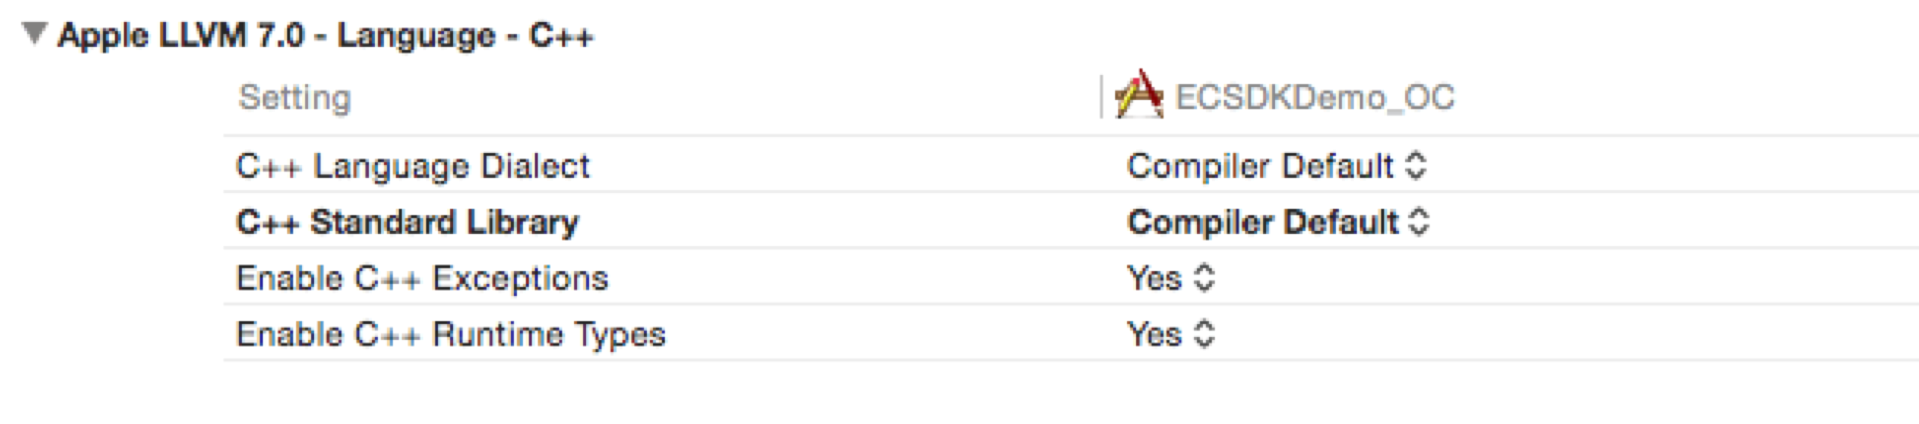 Apple LLVM 7.0 - Language - C++
Setting ECSDKDemo_OC
C++ Language Dialect Compiler Default
C++ Standard Library Compiler Default
Enable C++ Exceptions Yes
Enable C++ Runtime Types Yes